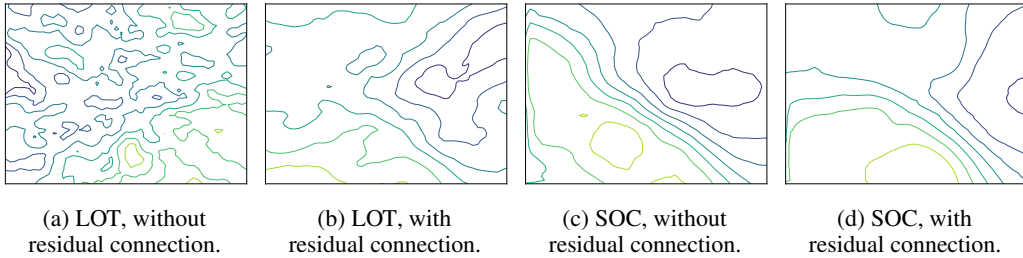 (a) LOT, without
residual connection.
(b) LOT, with
residual connection.
(c) SOC, without
residual connection.
(d) SOC, with
residual connection.